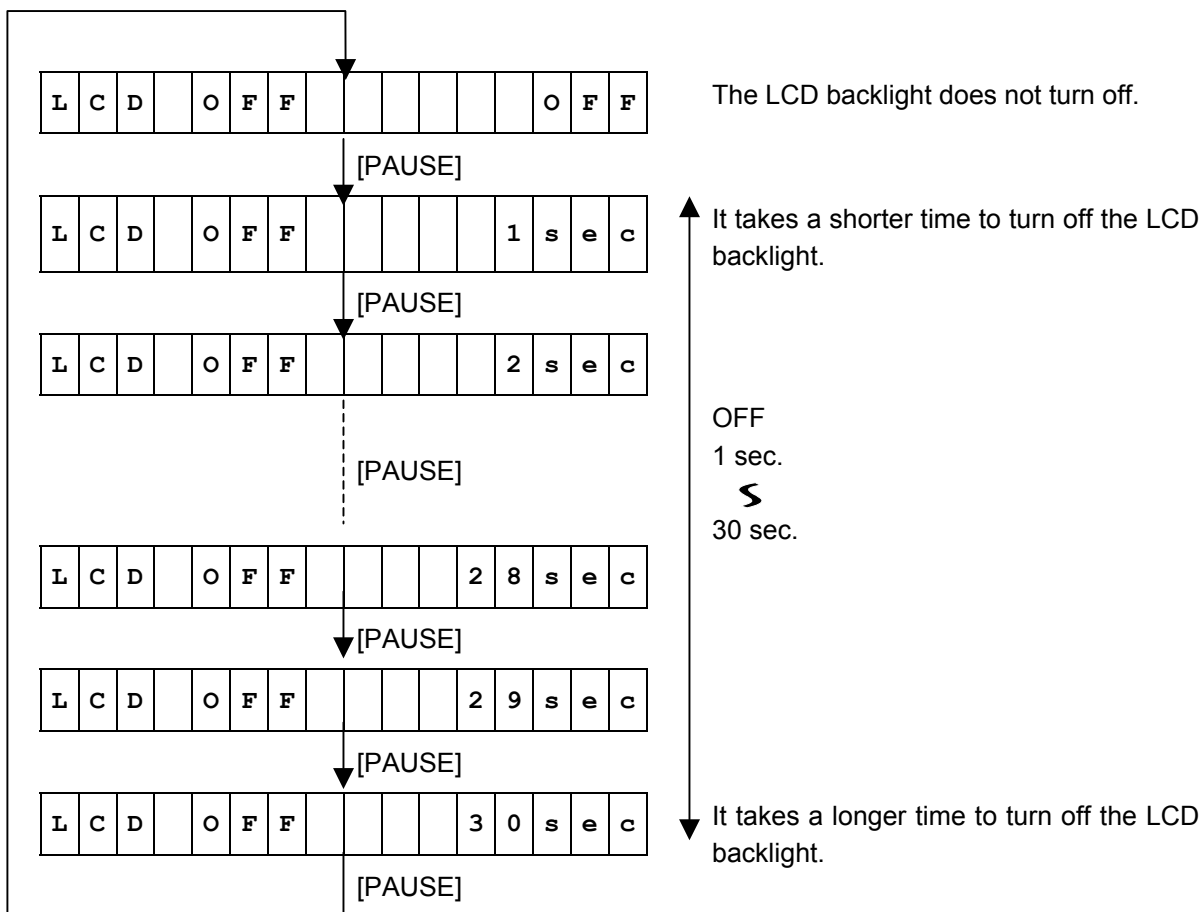 LCD OFF OFF
The LCD backlight does not turn off.
[PAUSE]
LCD OFF 1sec
It takes a shorter time to turn off the LCD
backlight.
[PAUSE]
LCD OFF 2sec
OFF
1 sec.
[PAUSE]
30 sec.
LCD OFF 28sec
[PAUSE]
LCD OFF 29sec
[PAUSE]
LCD OFF 30sec
It takes a longer time to turn off the LCD
backlight.
[PAUSE]